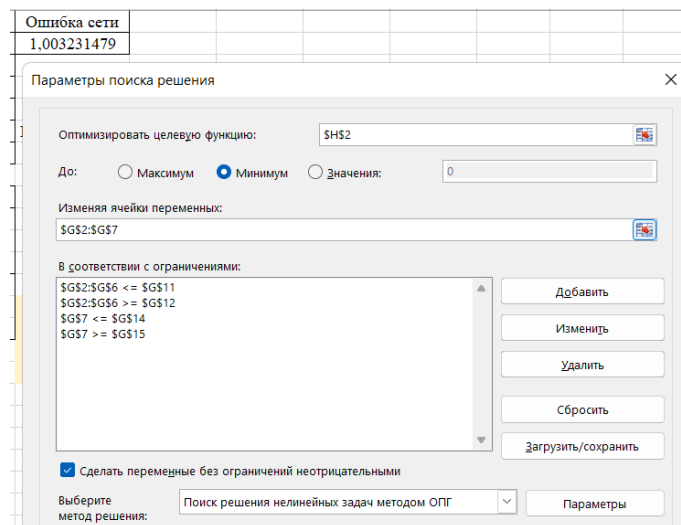 Ошибка сети
1,003231479
Параметры поиска решения
Оптимизировать целевую функцию: $H$2
До: Максимум Минимум Значения: 0
Изменяя ячейки переменных:
$G$2:$G$7
В соответствии с ограничениями:
$G$2:$G$6 <= $G$11
$G$2:$G$6 >= $G$12
$G$7 <= $G$14
$G$7 >= $G$15
Добавить
Изменить
Удалить
Сбросить
Загрузить/сохранить
Сделать переменные без ограничений неотрицательными
Выберите
метод решения:
Поиск решения нелинейных задач методом ОПГ
Параметры